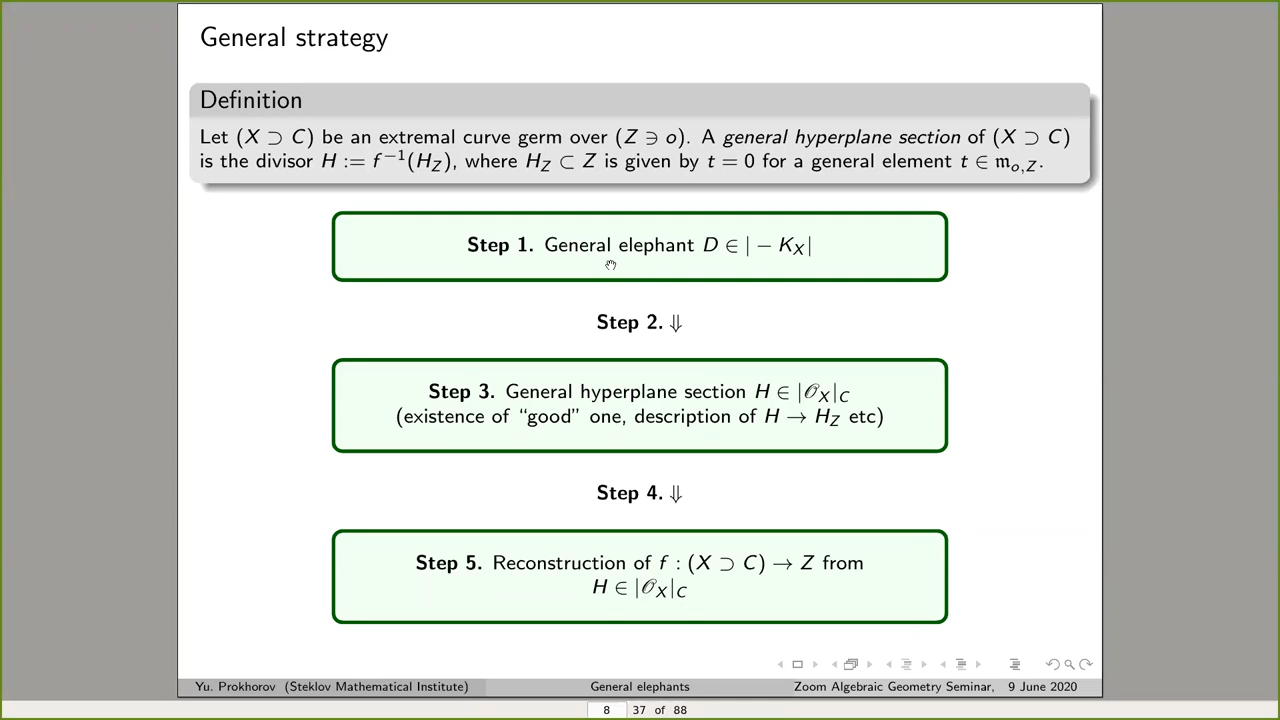 General strategy
Definition
Let (X ⊃ C) be an extremal curve germ over (Z ∋ o). A general hyperplane section of (X ⊃ C)
is the divisor H := f⁻¹(H_Z), where H_Z ⊂ Z is given by t = 0 for a general element t ∈ 𝔪_{o,Z}.
Step 1. General elephant D ∈ | − K_X|
Step 2. ⇓
Step 3. General hyperplane section H ∈ |𝒪_X|_C
(existence of “good” one, description of H → H_Z etc)
Step 4. ⇓
Step 5. Reconstruction of f : (X ⊃ C) → Z from
H ∈ |𝒪_X|_C
Yu. Prokhorov (Steklov Mathematical Institute) General elephants Zoom Algebraic Geometry Seminar, 9 June 2020
8 37 of 88